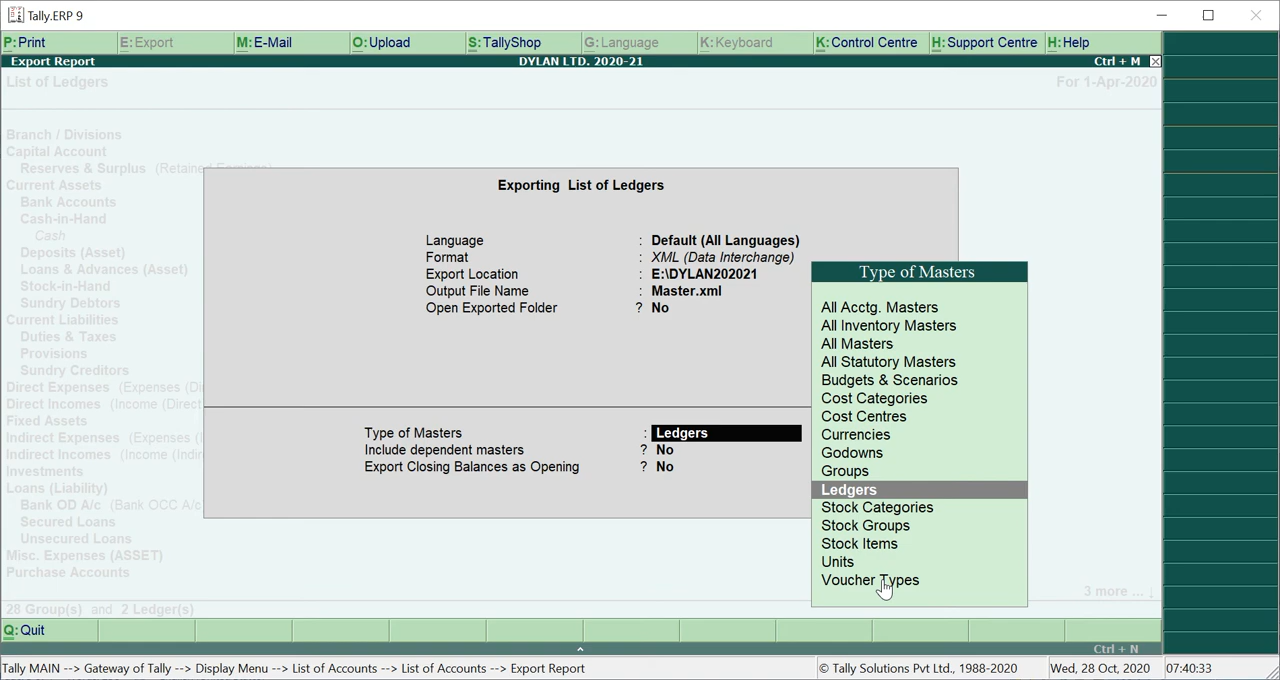 Tally.ERP 9
P: Print E: Export M: E-Mail O: Upload S: TallyShop G: Language K: Keyboard K: Control Centre H: Support Centre H: Help
Export Report DYLAN LTD. 2020-21 Ctrl + M
List of Ledgers For 1-Apr-2020
Branch / Divisions
Capital Account
Reserves & Surplus (Retained Earnings)
Current Assets
Bank Accounts
Cash-in-Hand
Cash
Deposits (Asset)
Loans & Advances (Asset)
Stock-in-Hand
Sundry Debtors
Current Liabilities
Duties & Taxes
Provisions
Sundry Creditors
Direct Expenses (Expenses (Di
Direct Incomes (Income (Direct
Fixed Assets
Indirect Expenses (Expenses (I
Indirect Incomes (Income (Indir
Investments
Loans (Liability)
Bank OD A/c (Bank OCC A/c
Secured Loans
Unsecured Loans
Misc. Expenses (ASSET)
Purchase Accounts
3 more ... ↓
28 Group(s) and 2 Ledger(s)
Exporting List of Ledgers
Language : Default (All Languages)
Format : XML (Data Interchange)
Export Location : E:\DYLAN202021
Output File Name : Master.xml
Open Exported Folder ? No
Type of Masters : Ledgers
Include dependent masters ? No
Export Closing Balances as Opening ? No
Type of Masters
All Acctg. Masters
All Inventory Masters
All Masters
All Statutory Masters
Budgets & Scenarios
Cost Categories
Cost Centres
Currencies
Godowns
Groups
Ledgers
Stock Categories
Stock Groups
Stock Items
Units
Voucher Types
Q: Quit
Ctrl + N
Tally MAIN --> Gateway of Tally --> Display Menu --> List of Accounts --> List of Accounts --> Export Report © Tally Solutions Pvt Ltd., 1988-2020 Wed, 28 Oct, 2020 07:40:33